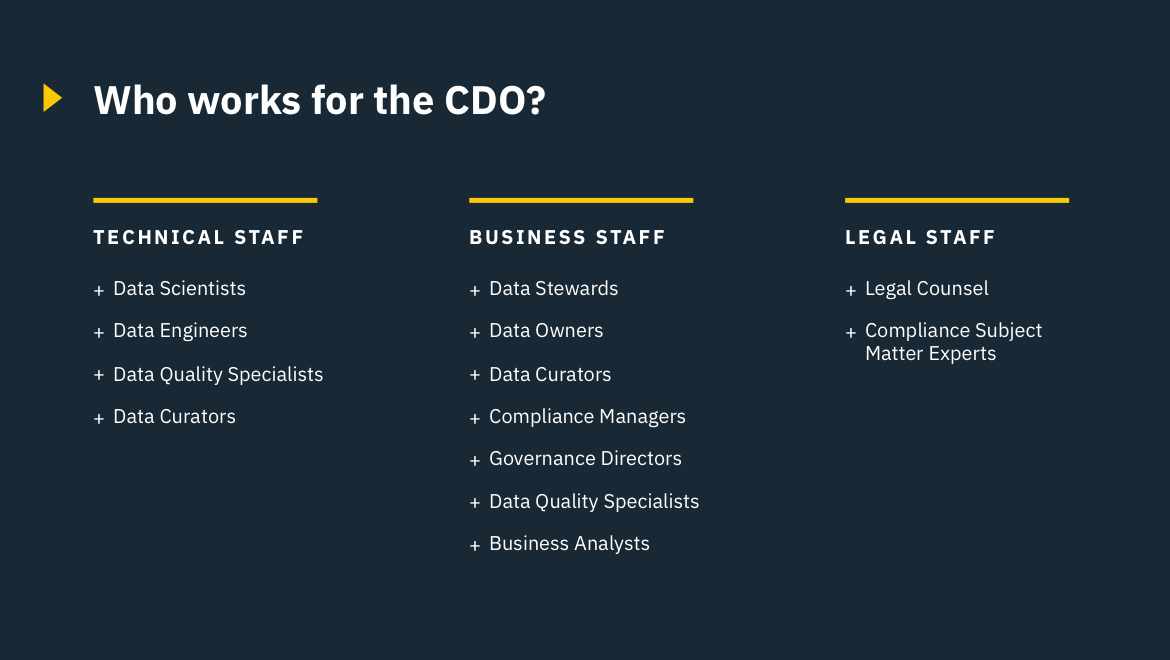 Who works for the CDO?
TECHNICAL STAFF
+ Data Scientists
+ Data Engineers
+ Data Quality Specialists
+ Data Curators
BUSINESS STAFF
+ Data Stewards
+ Data Owners
+ Data Curators
+ Compliance Managers
+ Governance Directors
+ Data Quality Specialists
+ Business Analysts
LEGAL STAFF
+ Legal Counsel
+ Compliance Subject
Matter Experts